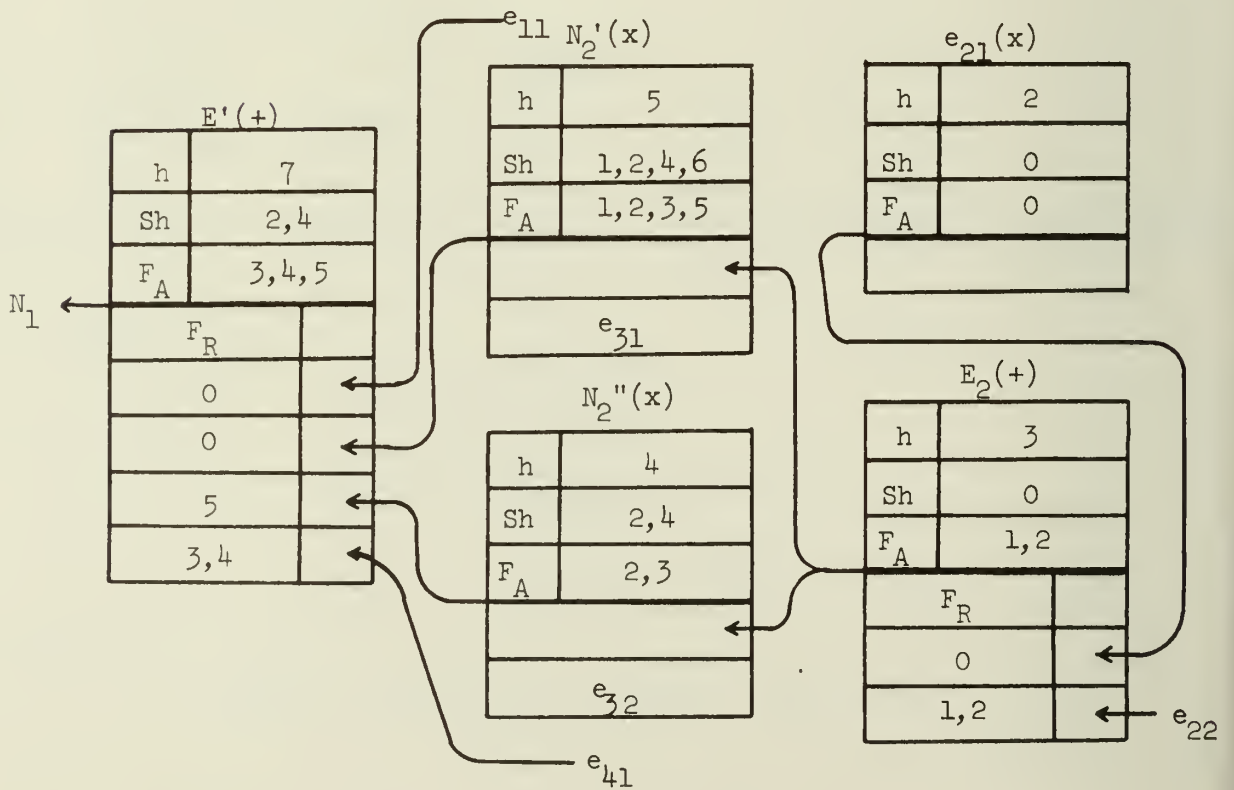 e11
N2'(x)
h 5
Sh 1,2,4,6
FA 1,2,3,5
e31
e21(x)
h 2
Sh 0
FA 0
E'(+)
h 7
Sh 2,4
FA 3,4,5
N1
FR
0
0
5
3,4
N2"(x)
h 4
Sh 2,4
FA 2,3
e32
E2(+)
h 3
Sh 0
FA 1,2
FR
0
1,2
e22
e41